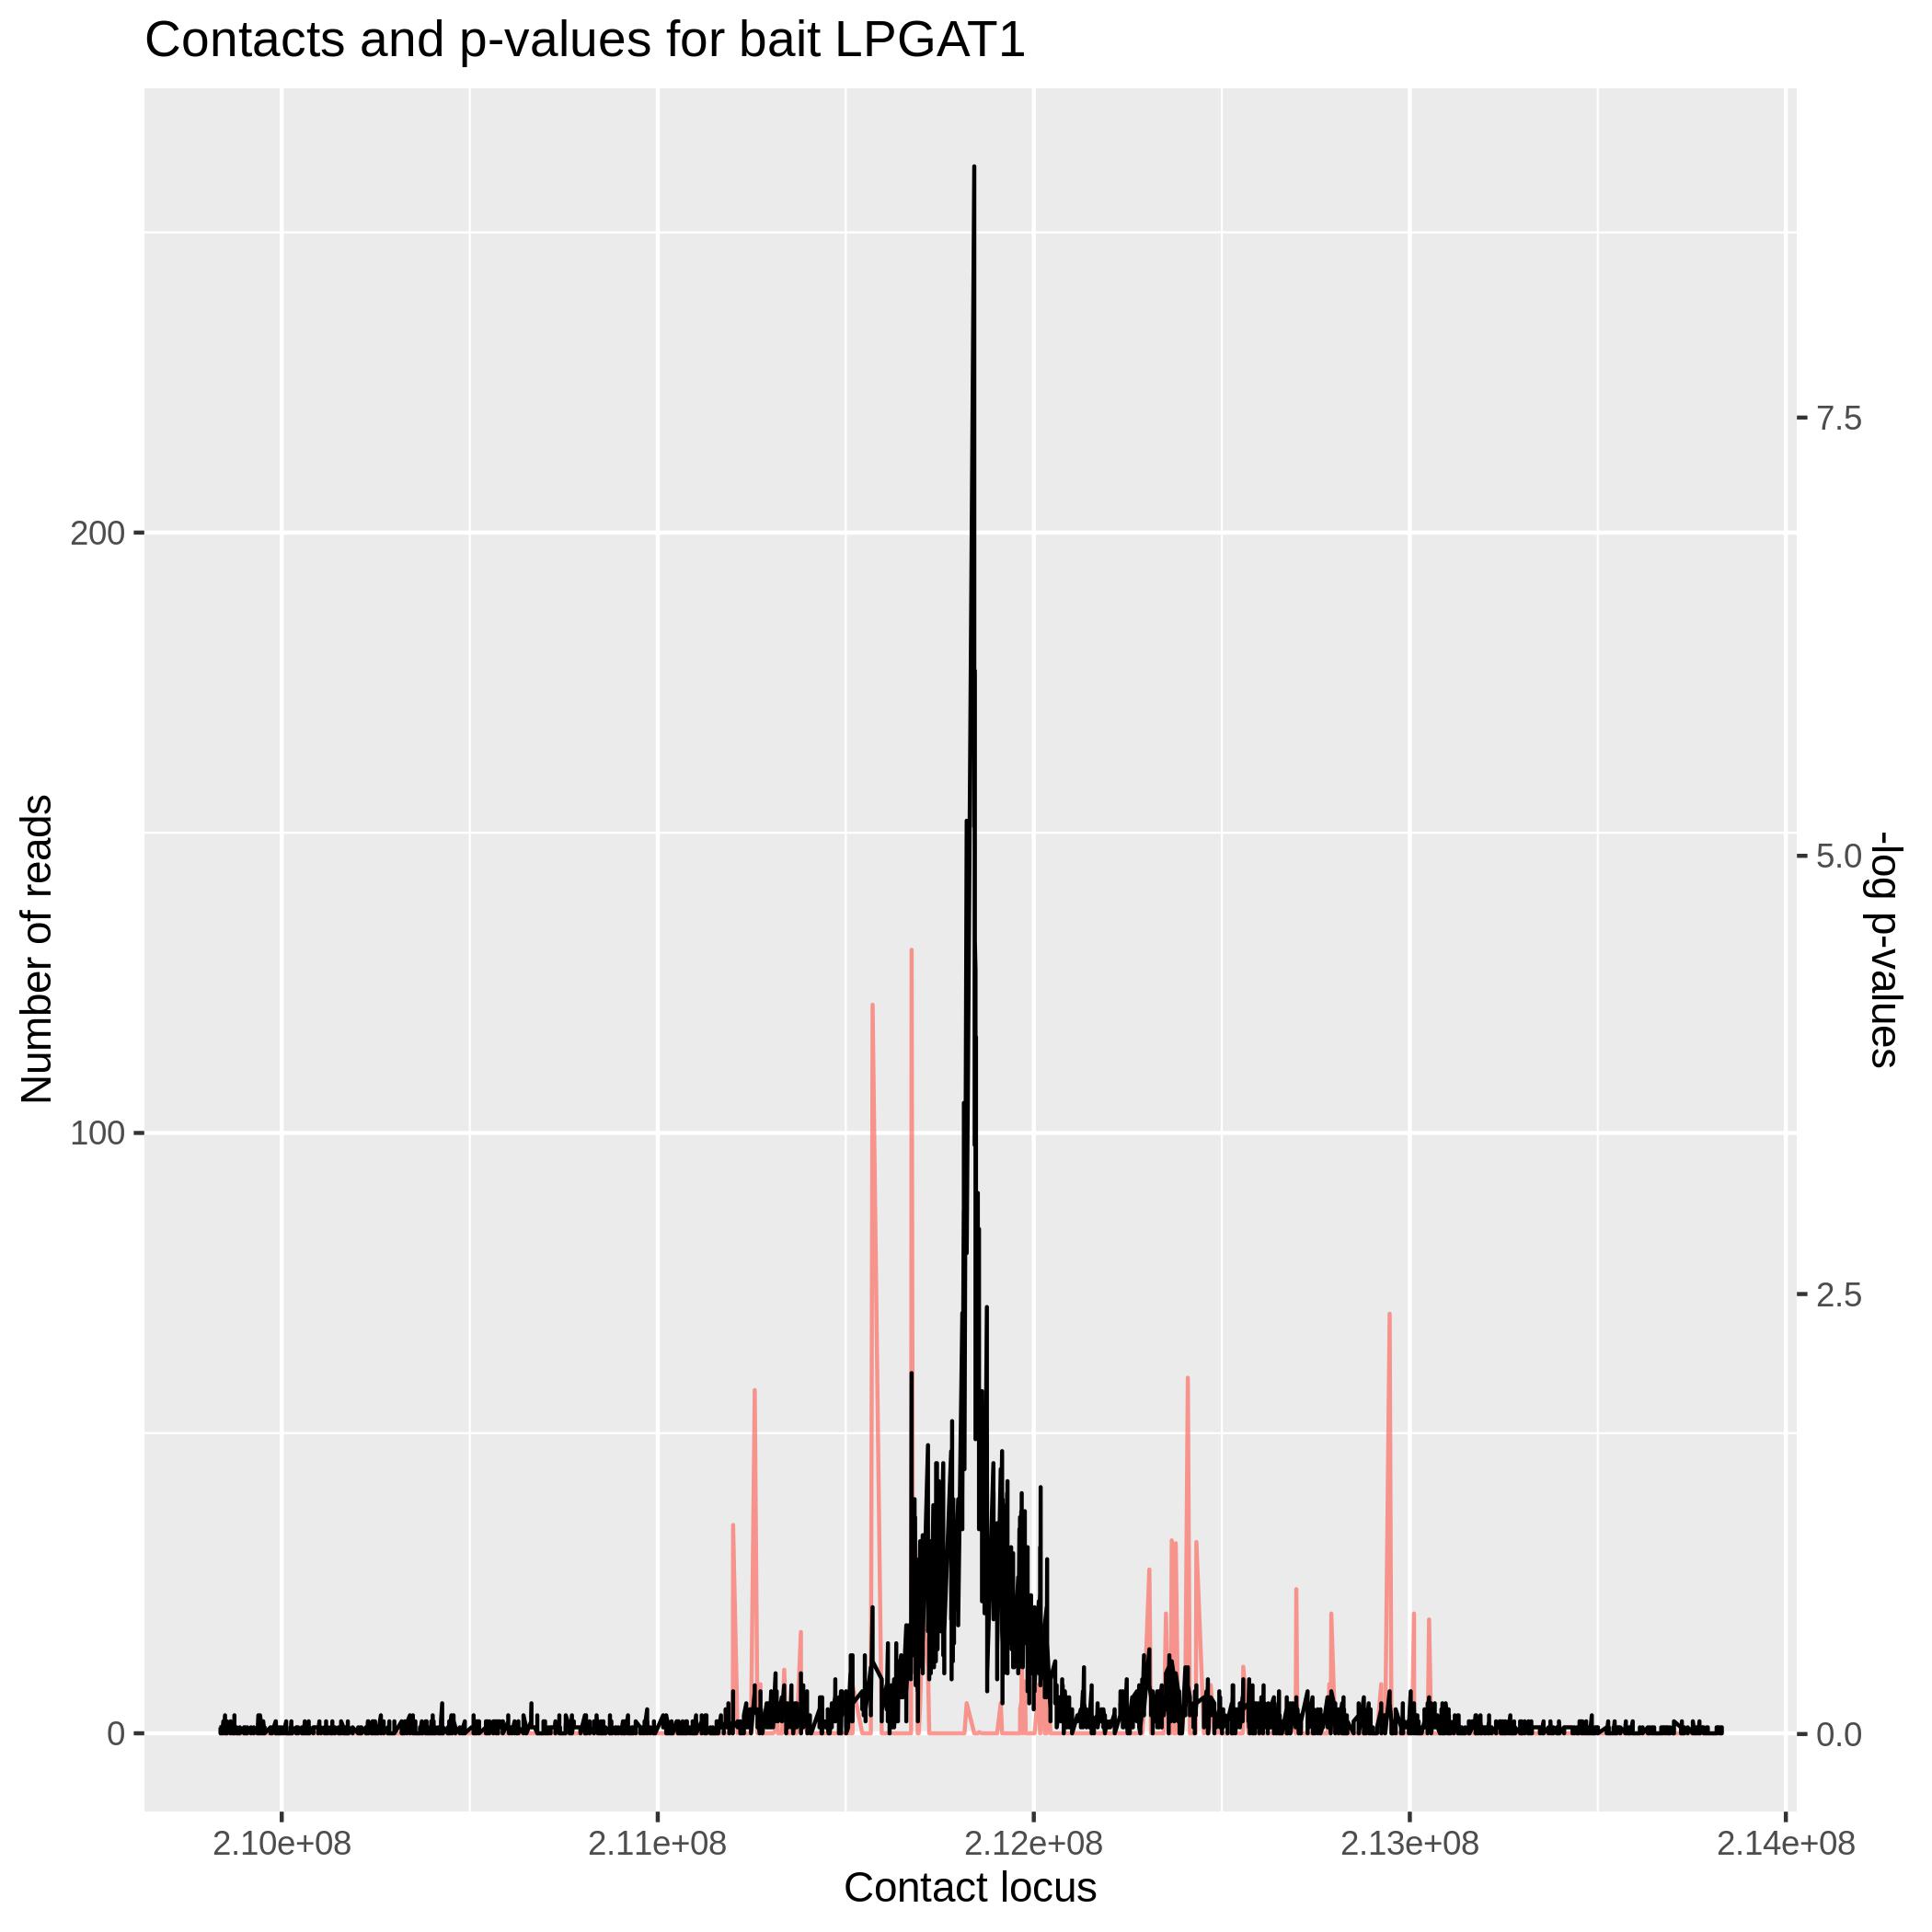 Contacts and p-values for bait LPGAT1
Number of reads
200
100
0
7.5
5.0
2.5
0.0
-log p-values
2.10e+08
2.11e+08
2.12e+08
2.13e+08
2.14e+08
Contact locus